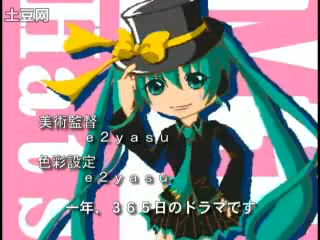 土豆网
美術監督
e2yasu
色彩設定
e2yasu
一年、365日のドラマです